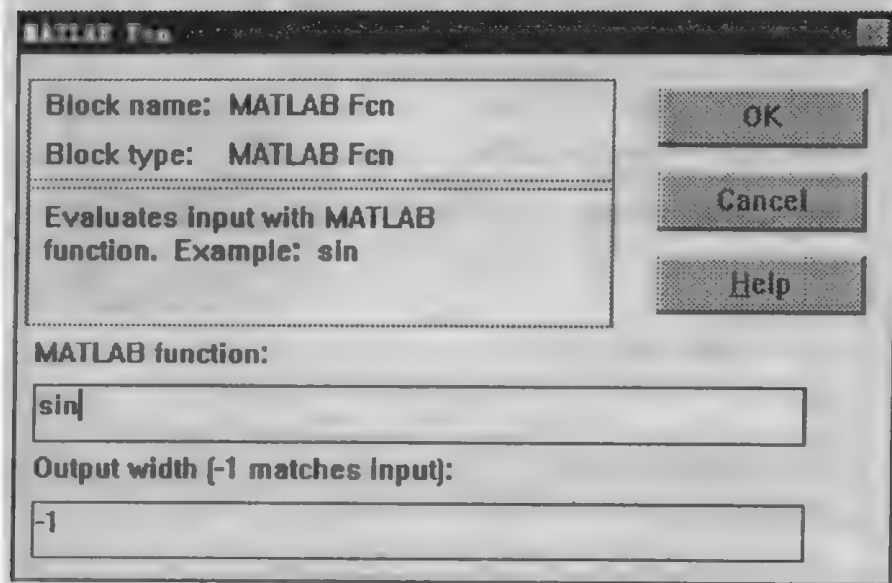 MATLAB Fcn
Block name: MATLAB Fcn
Block type: MATLAB Fcn
Evaluates input with MATLAB
function. Example: sin
OK
Cancel
Help
MATLAB function:
sin
Output width (-1 matches input):
-1